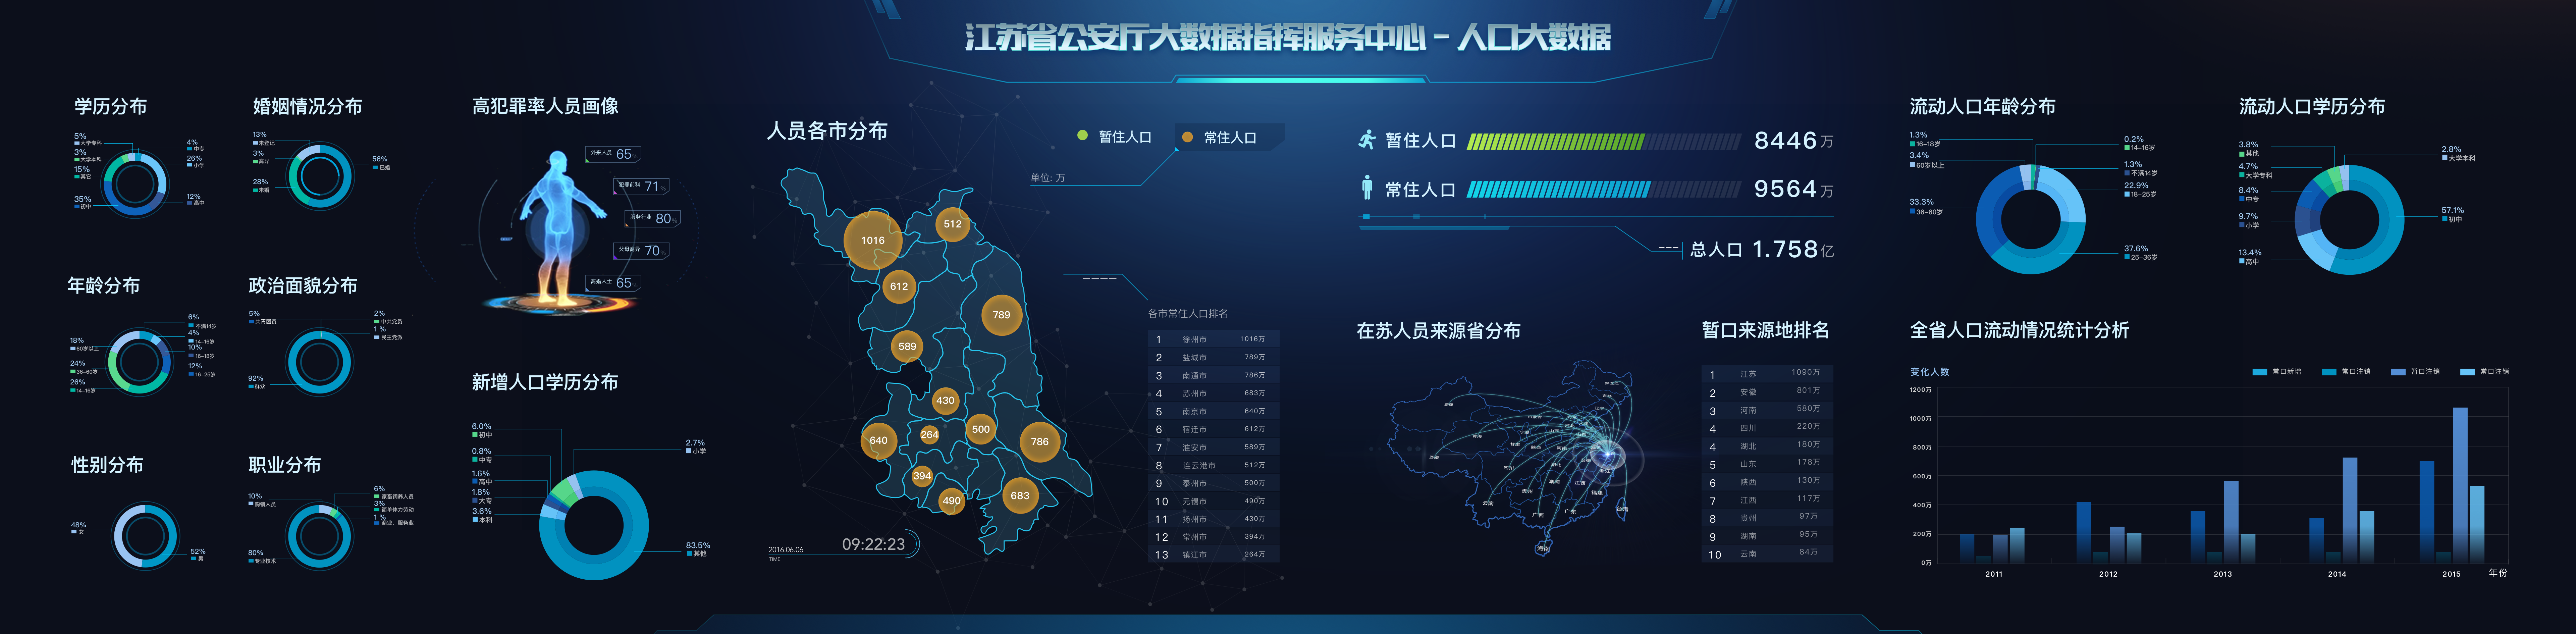 江苏省公安厅大数据指挥服务中心 – 人口大数据
学历分布
5%
大学专科
3%
大学本科
15%
其它
35%
初中
4%
中专
26%
小学
12%
高中
婚姻情况分布
13%
未登记
3%
离异
28%
未婚
56%
已婚
年龄分布
18%
60岁以上
24%
36-60岁
26%
14-16岁
6%
不满14岁
4%
14-16岁
10%
16-18岁
12%
16-25岁
政治面貌分布
5%
共青团员
92%
群众
2%
中共党员
1 %
民主党派
性别分布
48%
女
52%
男
职业分布
10%
购销人员
80%
专业技术
6%
家畜饲养人员
3%
简单体力劳动
1 %
商业、服务业
高犯罪率人员画像
外来人员 65%
犯罪前科 71%
服务行业 80%
父母离异 70%
离婚人士 65%
新增人口学历分布
6.0%
初中
0.8%
中专
1.6%
高中
1.8%
大专
3.6%
本科
2.7%
小学
83.5%
其他
人员各市分布
暂住人口
常住人口
单位: 万
1016
512
612
789
589
430
500
264
640
786
394
490
683
2016.06.06
TIME
09:22:23
各市常住人口排名
1 徐州市 1016万
2 盐城市 789万
3 南通市 786万
4 苏州市 683万
5 南京市 640万
6 宿迁市 612万
7 淮安市 589万
8 连云港市 512万
9 泰州市 500万
10 无锡市 490万
11 扬州市 430万
12 常州市 394万
13 镇江市 264万
暂住人口 8446万
常住人口 9564万
总人口 1.758亿
在苏人员来源省分布
西藏
四川
云南
贵州
湖南
江西
福建
广西
广东
台湾
海南
暂口来源地排名
1 江苏 1090万
2 安徽 801万
3 河南 580万
4 四川 220万
4 湖北 180万
5 山东 178万
6 陕西 130万
7 江西 117万
8 贵州 97万
9 湖南 95万
10 云南 84万
流动人口年龄分布
1.3%
16-18岁
3.4%
60岁以上
33.3%
36-60岁
0.2%
14-16岁
1.3%
不满14岁
22.9%
18-25岁
37.6%
25-36岁
流动人口学历分布
3.8%
其他
4.7%
大学专科
8.4%
中专
9.7%
小学
13.4%
高中
2.8%
大学本科
57.1%
初中
全省人口流动情况统计分析
变化人数
常口新增
常口注销
暂口注销
常口注销
1200万
1000万
800万
600万
400万
200万
0万
2011
2012
2013
2014
2015
年份